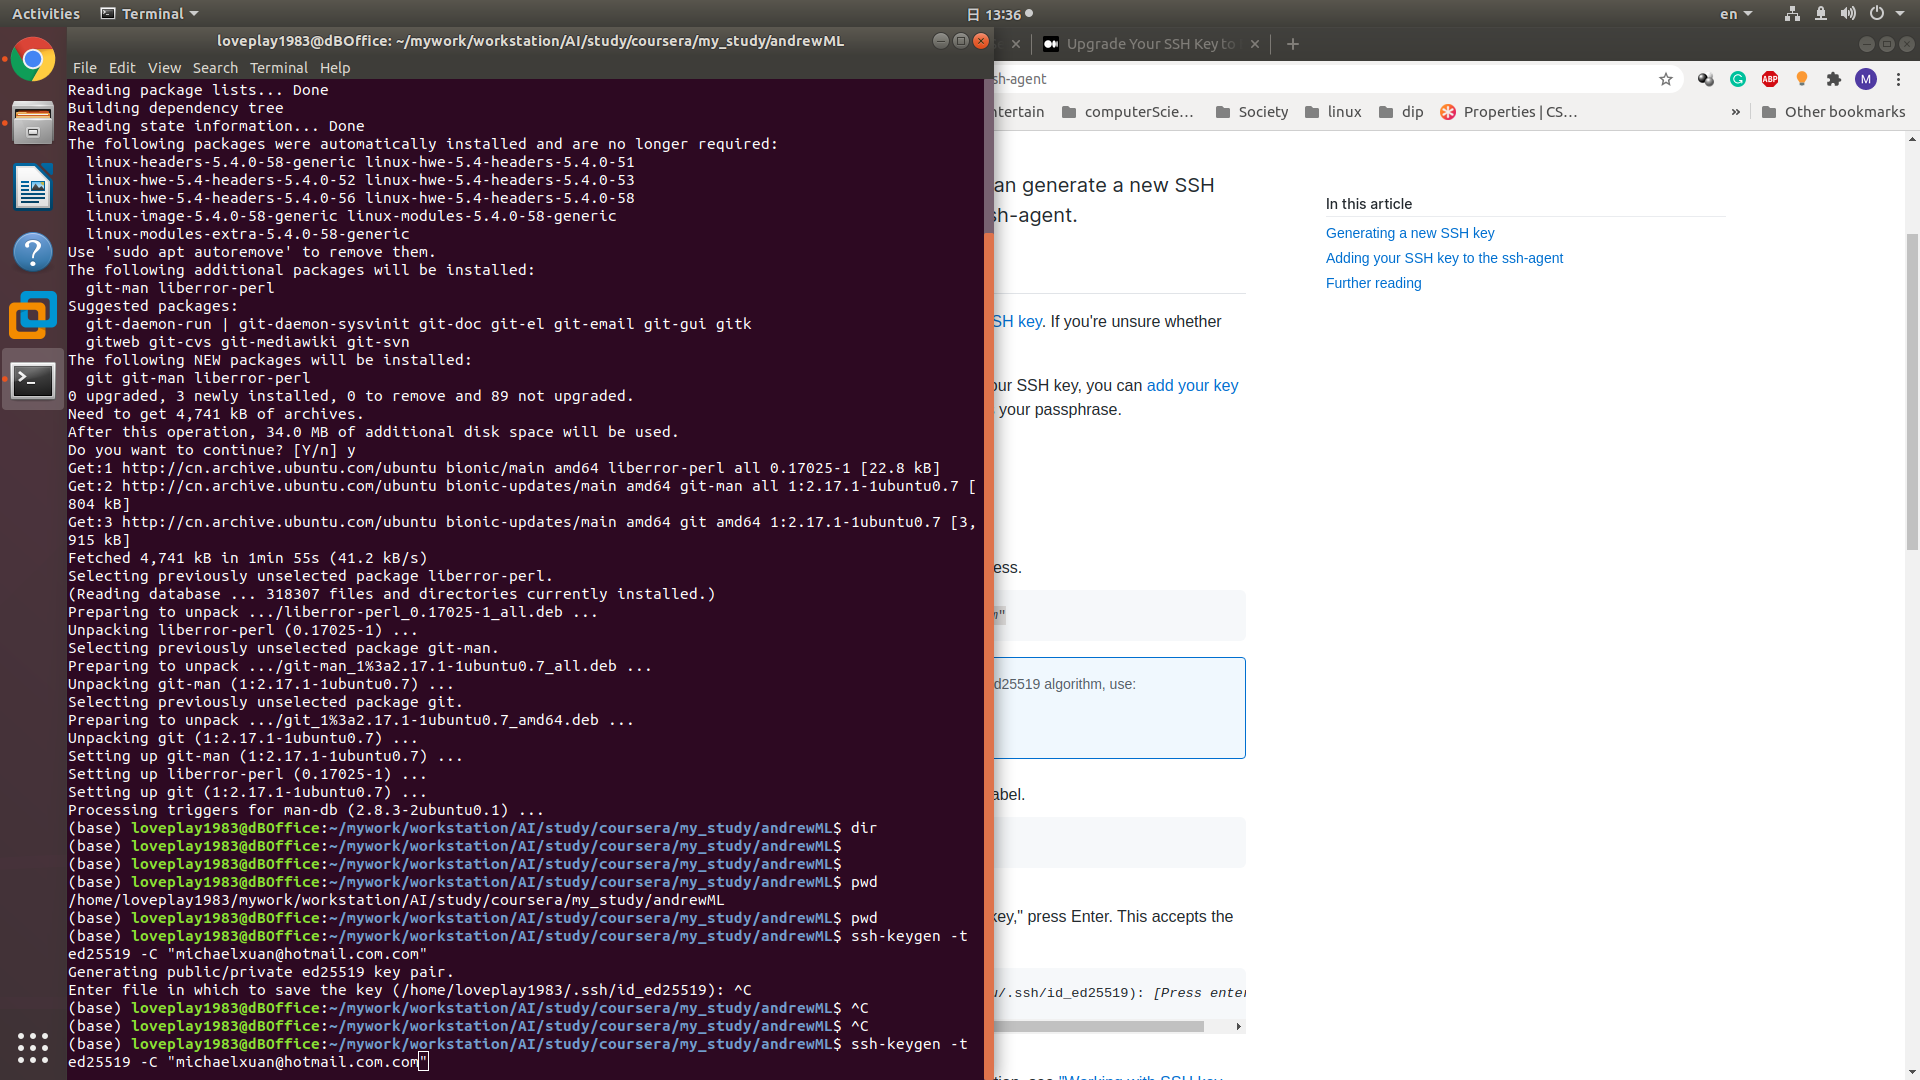 Activities
Terminal
日 13:36
en
loveplay1983@dBOffice: ~/mywork/workstation/AI/study/coursera/my_study/andrewML
File Edit View Search Terminal Help
Reading package lists... Done
Building dependency tree
Reading state information... Done
The following packages were automatically installed and are no longer required:
linux-headers-5.4.0-58-generic linux-hwe-5.4-headers-5.4.0-51
linux-hwe-5.4-headers-5.4.0-52 linux-hwe-5.4-headers-5.4.0-53
linux-hwe-5.4-headers-5.4.0-56 linux-hwe-5.4-headers-5.4.0-58
linux-image-5.4.0-58-generic linux-modules-5.4.0-58-generic
linux-modules-extra-5.4.0-58-generic
Use 'sudo apt autoremove' to remove them.
The following additional packages will be installed:
git-man liberror-perl
Suggested packages:
git-daemon-run | git-daemon-sysvinit git-doc git-el git-email git-gui gitk
gitweb git-cvs git-mediawiki git-svn
The following NEW packages will be installed:
git git-man liberror-perl
0 upgraded, 3 newly installed, 0 to remove and 89 not upgraded.
Need to get 4,741 kB of archives.
After this operation, 34.0 MB of additional disk space will be used.
Do you want to continue? [Y/n] y
Get:1 http://cn.archive.ubuntu.com/ubuntu bionic/main amd64 liberror-perl all 0.17025-1 [22.8 kB]
Get:2 http://cn.archive.ubuntu.com/ubuntu bionic-updates/main amd64 git-man all 1:2.17.1-1ubuntu0.7 [
804 kB]
Get:3 http://cn.archive.ubuntu.com/ubuntu bionic-updates/main amd64 git amd64 1:2.17.1-1ubuntu0.7 [3,
915 kB]
Fetched 4,741 kB in 1min 55s (41.2 kB/s)
Selecting previously unselected package liberror-perl.
(Reading database ... 318307 files and directories currently installed.)
Preparing to unpack .../liberror-perl_0.17025-1_all.deb ...
Unpacking liberror-perl (0.17025-1) ...
Selecting previously unselected package git-man.
Preparing to unpack .../git-man_1%3a2.17.1-1ubuntu0.7_all.deb ...
Unpacking git-man (1:2.17.1-1ubuntu0.7) ...
Selecting previously unselected package git.
Preparing to unpack .../git_1%3a2.17.1-1ubuntu0.7_amd64.deb ...
Unpacking git (1:2.17.1-1ubuntu0.7) ...
Setting up git-man (1:2.17.1-1ubuntu0.7) ...
Setting up liberror-perl (0.17025-1) ...
Setting up git (1:2.17.1-1ubuntu0.7) ...
Processing triggers for man-db (2.8.3-2ubuntu0.1) ...
(base) loveplay1983@dBOffice:~/mywork/workstation/AI/study/coursera/my_study/andrewML$ dir
(base) loveplay1983@dBOffice:~/mywork/workstation/AI/study/coursera/my_study/andrewML$
(base) loveplay1983@dBOffice:~/mywork/workstation/AI/study/coursera/my_study/andrewML$
(base) loveplay1983@dBOffice:~/mywork/workstation/AI/study/coursera/my_study/andrewML$ pwd
/home/loveplay1983/mywork/workstation/AI/study/coursera/my_study/andrewML
(base) loveplay1983@dBOffice:~/mywork/workstation/AI/study/coursera/my_study/andrewML$ pwd
(base) loveplay1983@dBOffice:~/mywork/workstation/AI/study/coursera/my_study/andrewML$ ssh-keygen -t
ed25519 -C "michaelxuan@hotmail.com.com"
Generating public/private ed25519 key pair.
Enter file in which to save the key (/home/loveplay1983/.ssh/id_ed25519): ^C
(base) loveplay1983@dBOffice:~/mywork/workstation/AI/study/coursera/my_study/andrewML$ ^C
(base) loveplay1983@dBOffice:~/mywork/workstation/AI/study/coursera/my_study/andrewML$ ^C
(base) loveplay1983@dBOffice:~/mywork/workstation/AI/study/coursera/my_study/andrewML$ ssh-keygen -t
ed25519 -C "michaelxuan@hotmail.com.com"
Upgrade Your SSH Key to
sh-agent
ABP
M
ntertain
computerScie…
Society
linux
dip
Properties | CS…
»
Other bookmarks
an generate a new SSH
sh-agent.
In this article
Generating a new SSH key
Adding your SSH key to the ssh-agent
Further reading
SH key. If you're unsure whether
our SSH key, you can add your key
your passphrase.
ess.
"
ed25519 algorithm, use:
abel.
key," press Enter. This accepts the
/.ssh/id_ed25519): [Press enter
see "Working with SSH key